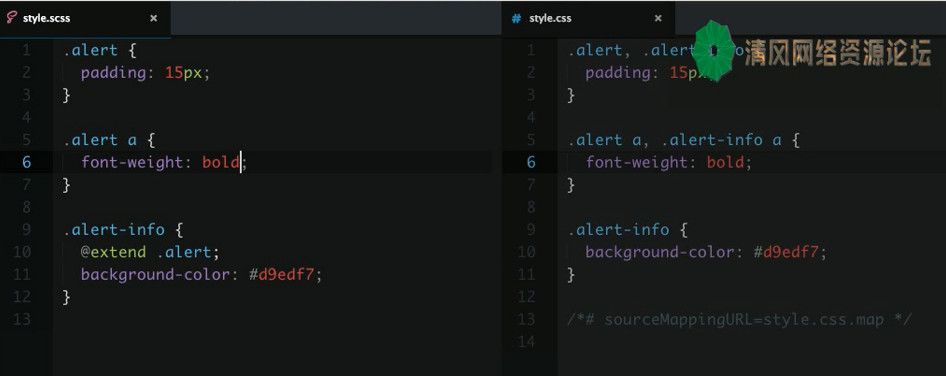 style.scss
1 .alert {
2 padding: 15px;
3 }
4
5 .alert a {
6 font-weight: bold;
7 }
8
9 .alert-info {
10 @extend .alert;
11 background-color: #d9edf7;
12 }
13
# style.css
1 .alert, .alert
2 padding: 15px
3 }
4
5 .alert a, .alert-info a {
6 font-weight: bold;
7 }
8
9 .alert-info {
10 background-color: #d9edf7;
11 }
12
13 /*# sourceMappingURL=style.css.map */
14
清风网络资源论坛